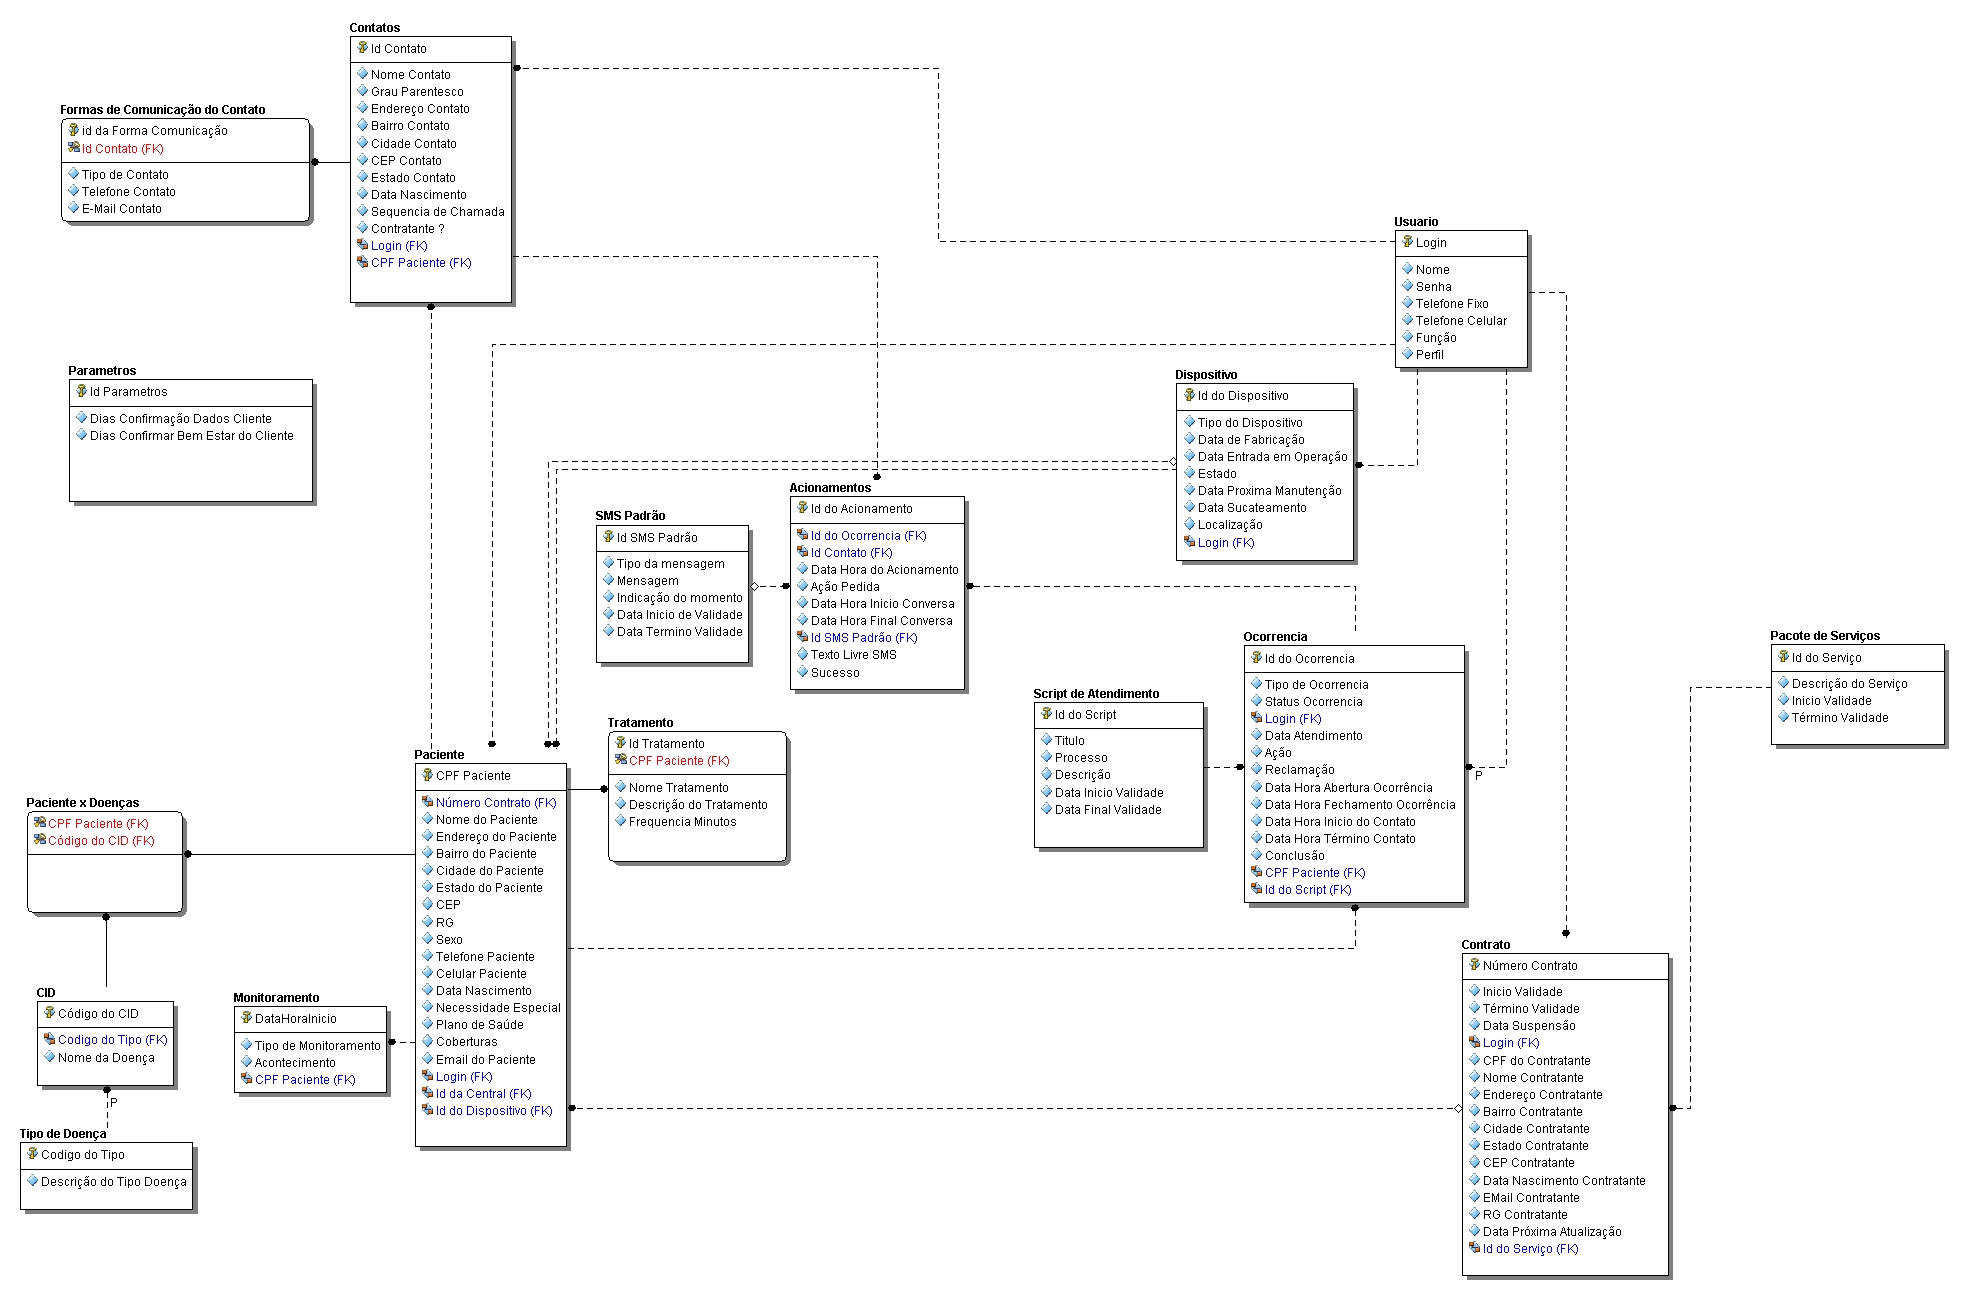 Contatos
Id Contato
Nome Contato
Grau Parentesco
Endereço Contato
Bairro Contato
Cidade Contato
CEP Contato
Estado Contato
Data Nascimento
Sequencia de Chamada
Contratante ?
Login (FK)
CPF Paciente (FK)
Formas de Comunicação do Contato
id da Forma Comunicação
Id Contato (FK)
Tipo de Contato
Telefone Contato
E-Mail Contato
Usuario
Login
Nome
Senha
Telefone Fixo
Telefone Celular
Função
Perfil
Parametros
Id Parametros
Dias Confirmação Dados Cliente
Dias Confirmar Bem Estar do Cliente
Dispositivo
Id do Dispositivo
Tipo do Dispositivo
Data de Fabricação
Data Entrada em Operação
Estado
Data Proxima Manutenção
Data Sucateamento
Localização
Login (FK)
Acionamentos
Id do Acionamento
Id do Ocorrencia (FK)
Id Contato (FK)
Data Hora do Acionamento
Ação Pedida
Data Hora Inicio Conversa
Data Hora Final Conversa
Id SMS Padrão (FK)
Texto Livre SMS
Sucesso
SMS Padrão
Id SMS Padrão
Tipo da mensagem
Mensagem
Indicação do momento
Data Inicio de Validade
Data Termino Validade
Ocorrencia
Id do Ocorrencia
Tipo de Ocorrencia
Status Ocorrencia
Login (FK)
Data Atendimento
Ação
Reclamação
Data Hora Abertura Ocorrência
Data Hora Fechamento Ocorrência
Data Hora Inicio do Contato
Data Hora Término Contato
Conclusão
CPF Paciente (FK)
Id do Script (FK)
P
Pacote de Serviços
Id do Serviço
Descrição do Serviço
Inicio Validade
Término Validade
Script de Atendimento
Id do Script
Titulo
Processo
Descrição
Data Inicio Validade
Data Final Validade
Tratamento
Id Tratamento
CPF Paciente (FK)
Nome Tratamento
Descrição do Tratamento
Frequencia Minutos
Paciente
CPF Paciente
Número Contrato (FK)
Nome do Paciente
Endereço do Paciente
Bairro do Paciente
Cidade do Paciente
Estado do Paciente
CEP
RG
Sexo
Telefone Paciente
Celular Paciente
Data Nascimento
Necessidade Especial
Plano de Saúde
Coberturas
Email do Paciente
Login (FK)
Id da Central (FK)
Id do Dispositivo (FK)
Paciente x Doenças
CPF Paciente (FK)
Código do CID (FK)
CID
Código do CID
Codigo do Tipo (FK)
Nome da Doença
P
Tipo de Doença
Codigo do Tipo
Descrição do Tipo Doença
Monitoramento
DataHoraInicio
Tipo de Monitoramento
Acontecimento
CPF Paciente (FK)
Contrato
Número Contrato
Inicio Validade
Término Validade
Data Suspensão
Login (FK)
CPF do Contratante
Nome Contratante
Endereço Contratante
Bairro Contratante
Cidade Contratante
Estado Contratante
CEP Contratante
Data Nascimento Contratante
EMail Contratante
RG Contratante
Data Próxima Atualização
Id do Serviço (FK)